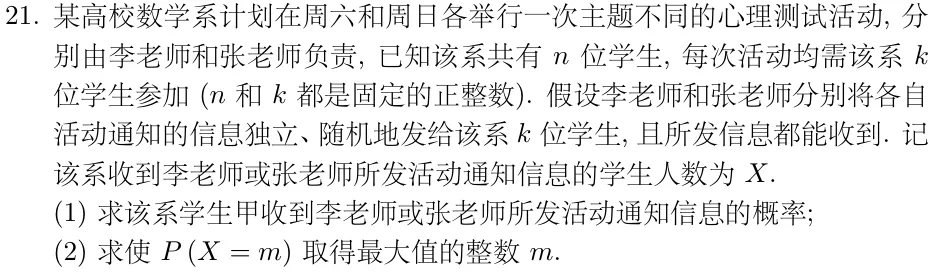 21. 某高校数学系计划在周六和周日各举行一次主题不同的心理测试活动, 分
别由李老师和张老师负责, 已知该系共有 n 位学生, 每次活动均需该系 k
位学生参加 (n 和 k 都是固定的正整数). 假设李老师和张老师分别将各自
活动通知的信息独立、随机地发给该系 k 位学生, 且所发信息都能收到. 记
该系收到李老师或张老师所发活动通知信息的学生人数为 X.
(1) 求该系学生甲收到李老师或张老师所发活动通知信息的概率;
(2) 求使 P (X = m) 取得最大值的整数 m.